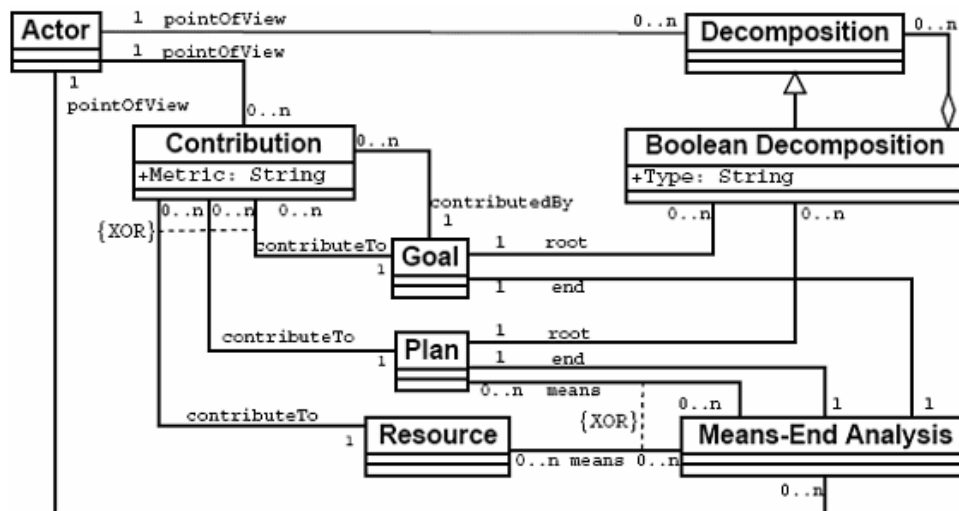 Actor
1 pointOfView
0..n
Decomposition
0..n
1 pointOfView
1
pointOfView
0..n
Contribution
+Metric: String
0..n
Boolean Decomposition
+Type: String
0..n 0..n 0..n
{XOR}
contributedBy
1
0..n
0..n
contributeTo
1
Goal
1 root
1 end
contributeTo
1
Plan
1 root
1 end
0..n means
0..n
1
1
contributeTo
1
Resource
{XOR}
0..n means 0..n
Means-End Analysis
0..n